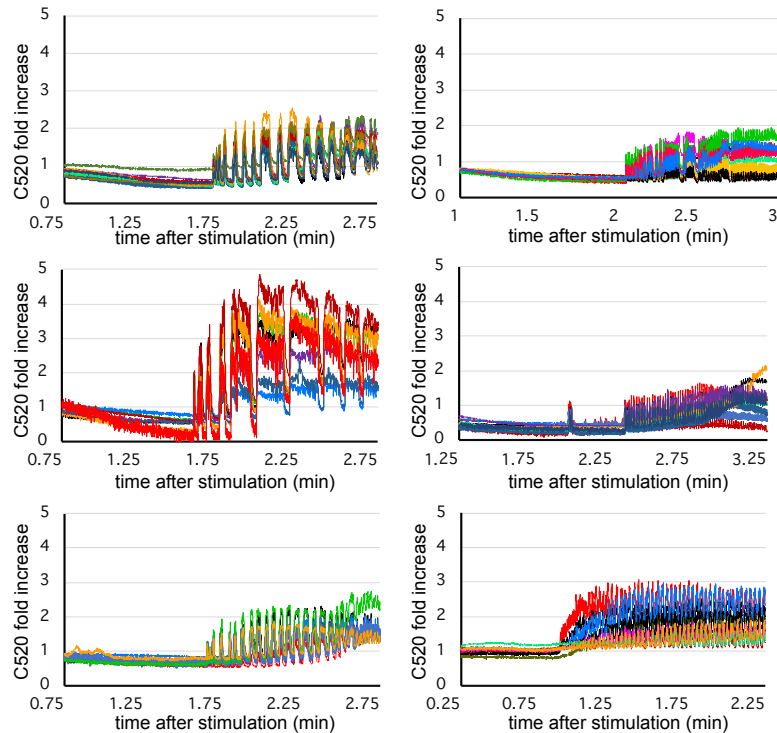 5
4
3
2
1
0
C520 fold increase
0.75 1.25 1.75 2.25 2.75
time after stimulation (min)
5
4
3
2
1
0
C520 fold increase
1 1.5 2 2.5 3
time after stimulation (min)
5
4
3
2
1
0
C520 fold increase
0.75 1.25 1.75 2.25 2.75
time after stimulation (min)
5
4
3
2
1
0
C520 fold increase
1.25 1.75 2.25 2.75 3.25
time after stimulation (min)
5
4
3
2
1
0
C520 fold increase
0.75 1.25 1.75 2.25 2.75
time after stimulation (min)
5
4
3
2
1
0
C520 fold increase
0.25 0.75 1.25 1.75 2.25
time after stimulation (min)